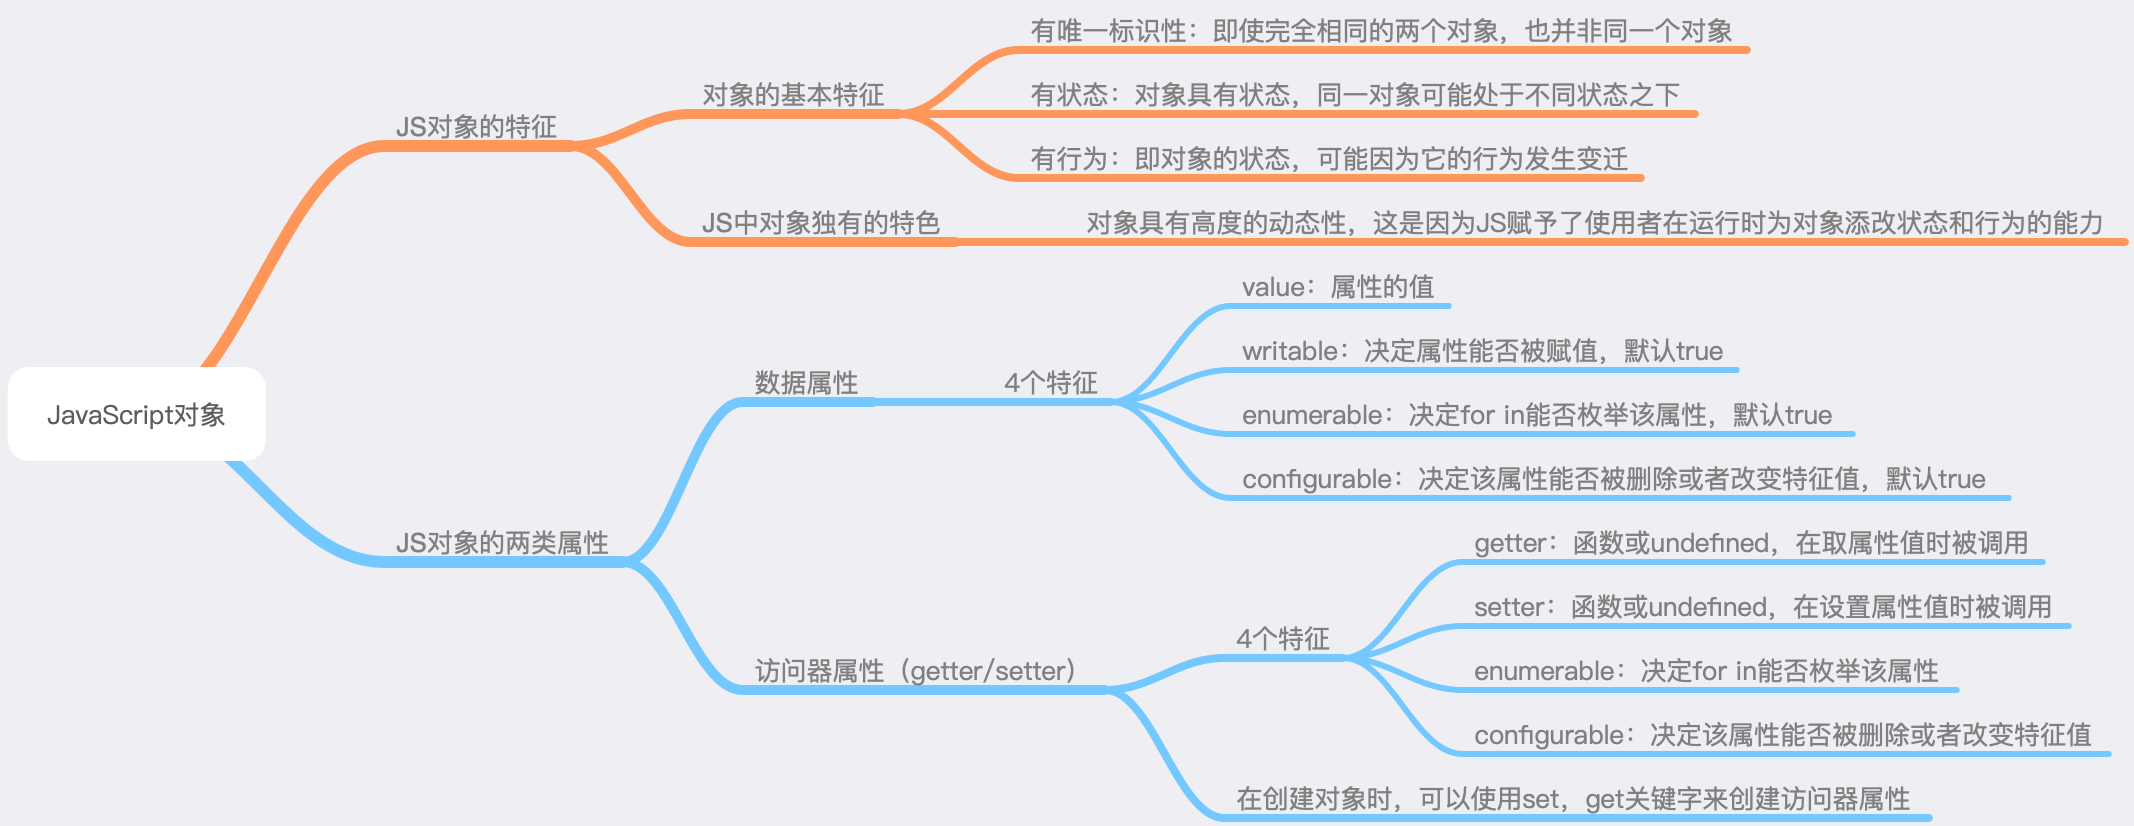 JavaScript对象
JS对象的特征
对象的基本特征
有唯一标识性：即使完全相同的两个对象，也并非同一个对象
有状态：对象具有状态，同一对象可能处于不同状态之下
有行为：即对象的状态，可能因为它的行为发生变迁
JS中对象独有的特色
对象具有高度的动态性，这是因为JS赋予了使用者在运行时为对象添改状态和行为的能力
JS对象的两类属性
数据属性
4个特征
value：属性的值
writable：决定属性能否被赋值，默认true
enumerable：决定for in能否枚举该属性，默认true
configurable：决定该属性能否被删除或者改变特征值，默认true
访问器属性（getter/setter）
4个特征
getter：函数或undefined，在取属性值时被调用
setter：函数或undefined，在设置属性值时被调用
enumerable：决定for in能否枚举该属性
configurable：决定该属性能否被删除或者改变特征值
在创建对象时，可以使用set，get关键字来创建访问器属性